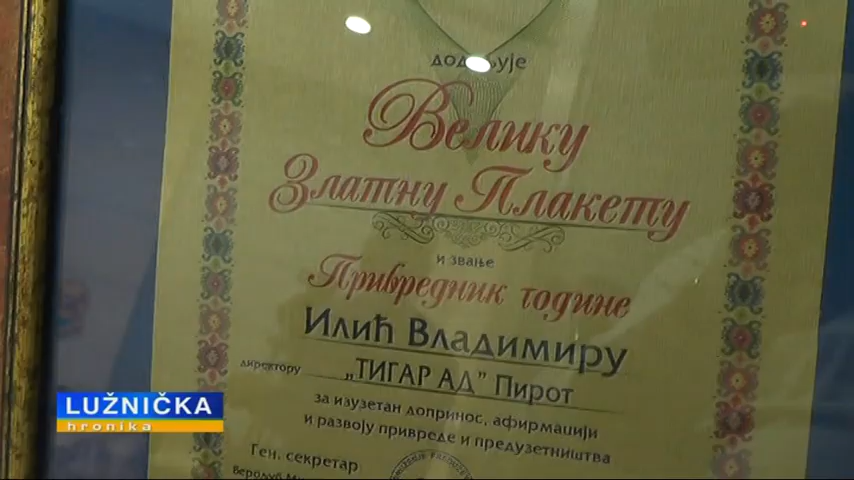 додељује
Велику
Златну Плакету
и звање
Привредник године
Илић Владимиру
директору „ТИГАР АД” Пирот
за изузетан допринос, афирмацији
и развоју привреде и предузетништва
Ген. секретар
LUŽNIČKA
hronika